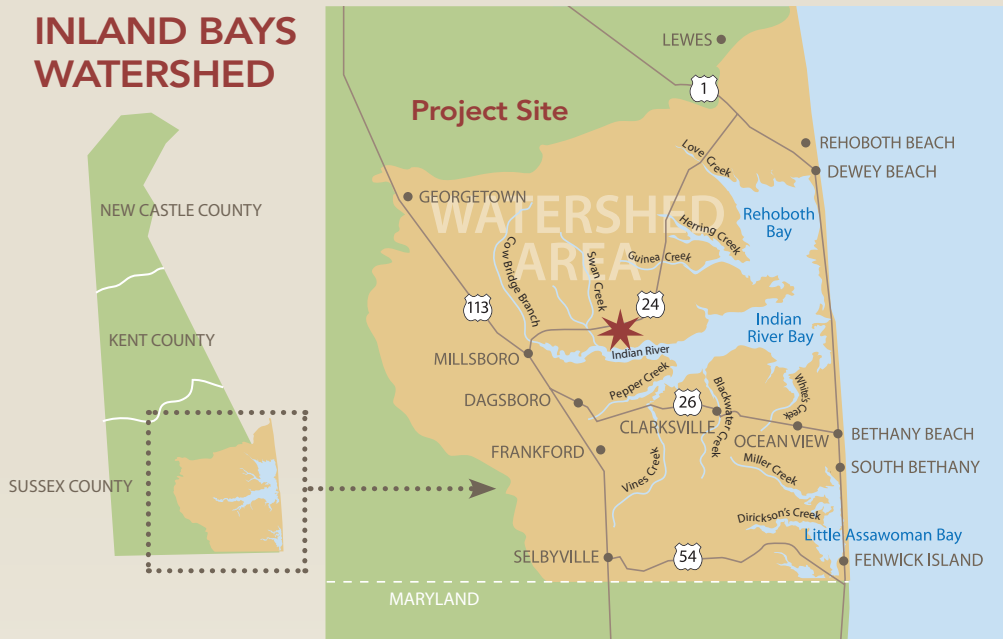 INLAND BAYS
WATERSHED
NEW CASTLE COUNTY
KENT COUNTY
SUSSEX COUNTY
LEWES
1
Project Site
REHOBOTH BEACH
Love Creek
DEWEY BEACH
GEORGETOWN
WATERSHED
AREA
Rehoboth
Bay
Herring Creek
Cow Bridge Branch
Swan Creek
Guinea Creek
113
24
Indian
River Bay
MILLSBORO
Indian River
Pepper Creek
DAGSBORO
26
Blackwater Creek
White's
Creek
CLARKSVILLE
OCEAN VIEW
BETHANY BEACH
FRANKFORD
Vines Creek
Miller Creek
SOUTH BETHANY
Dirickson's Creek
Little Assawoman Bay
SELBYVILLE
54
FENWICK ISLAND
MARYLAND